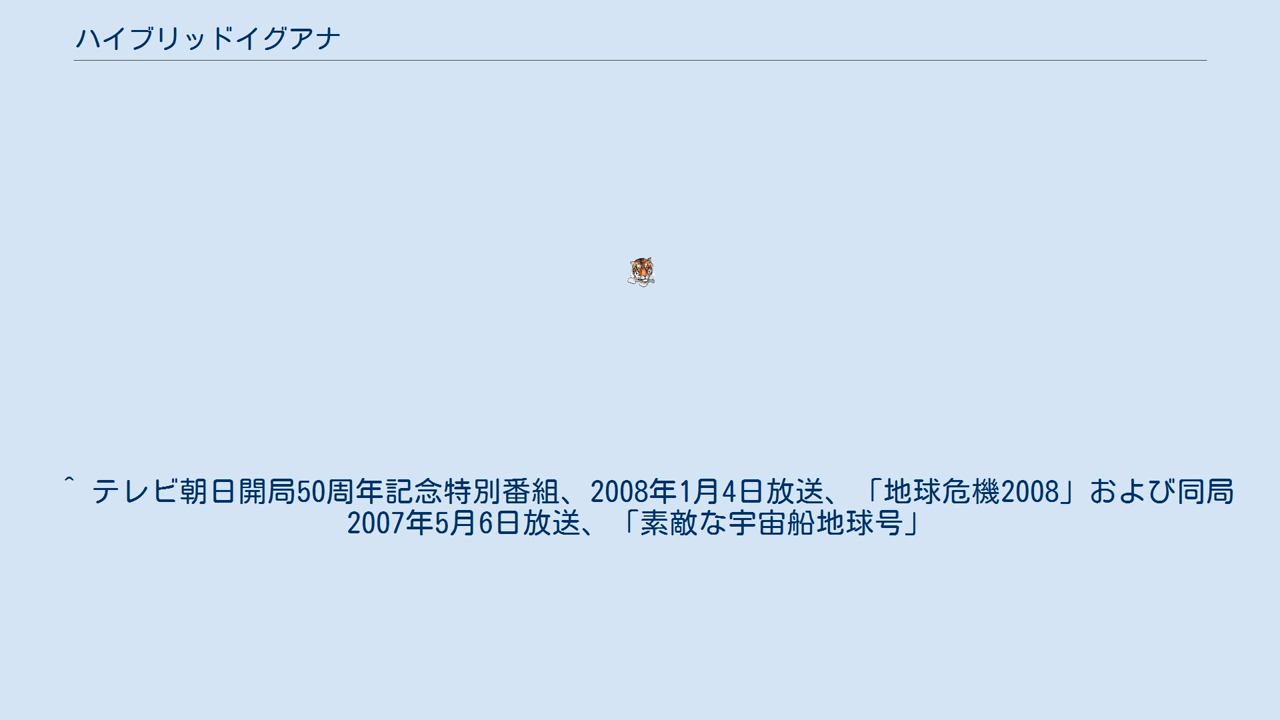 ハイブリッドイグアナ
^ テレビ朝日開局50周年記念特別番組、2008年1月4日放送、「地球危機2008」および同局
2007年5月6日放送、「素敵な宇宙船地球号」